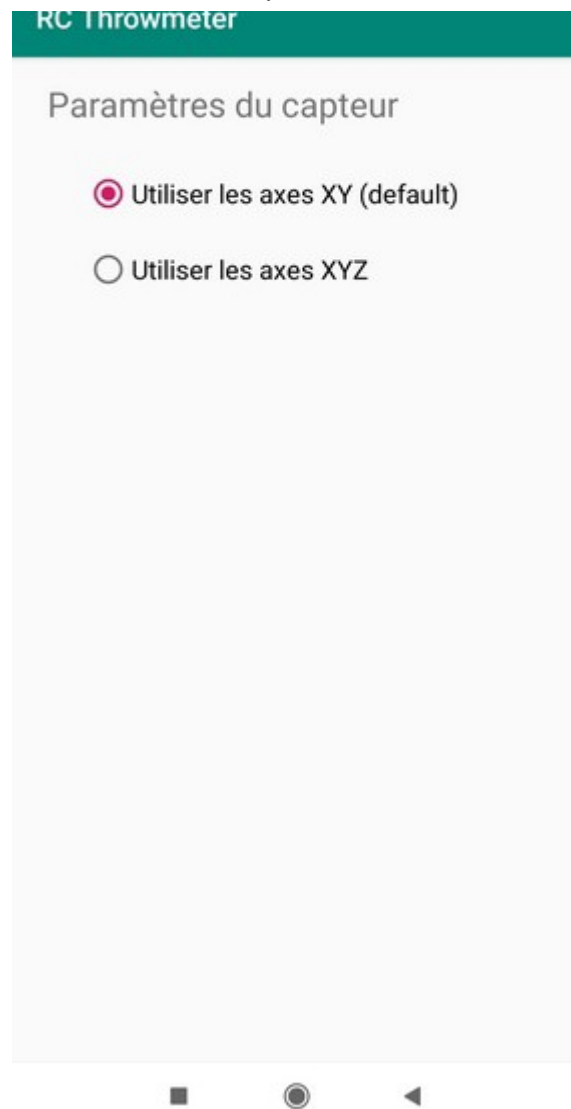 RC Throwmeter
Paramètres du capteur
Utiliser les axes XY (default)
Utiliser les axes XYZ